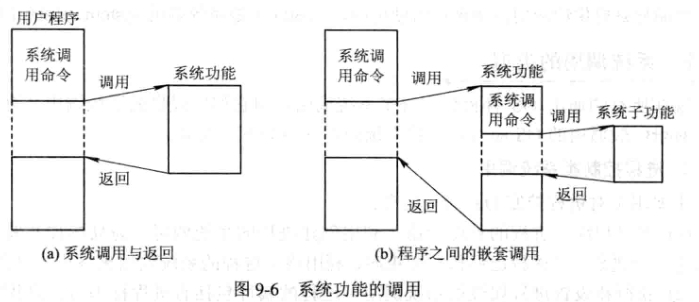 用户程序
系统调
用命令
调用
系统功能
返回
(a) 系统调用与返回
系统调
用命令
调用
系统功能
系统调
用命令
调用
系统子功能
返回
返回
(b) 程序之间的嵌套调用
图 9-6 系统功能的调用